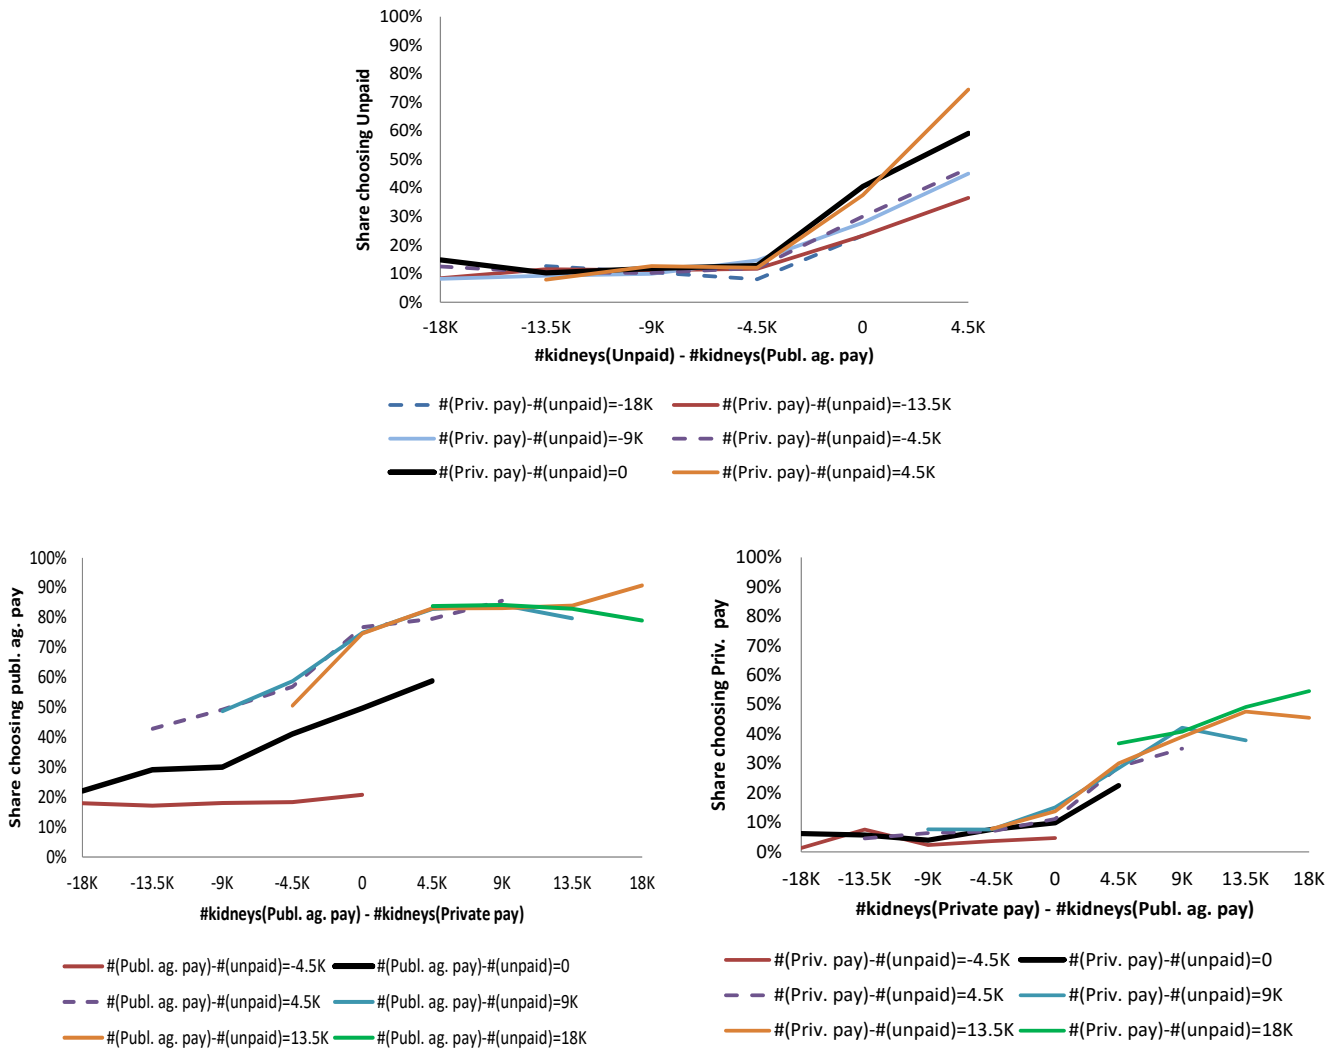 100%
90%
80%
70%
60%
50%
40%
30%
20%
10%
0%
Share choosing Unpaid
-18K -13.5K -9K -4.5K 0 4.5K
#kidneys(Unpaid) - #kidneys(Publ. ag. pay)
#(Priv. pay)-#(unpaid)=-18K #(Priv. pay)-#(unpaid)=-13.5K
#(Priv. pay)-#(unpaid)=-9K #(Priv. pay)-#(unpaid)=-4.5K
#(Priv. pay)-#(unpaid)=0 #(Priv. pay)-#(unpaid)=4.5K
100%
90%
80%
70%
60%
50%
40%
30%
20%
10%
0%
Share choosing publ. ag. pay
-18K -13.5K -9K -4.5K 0 4.5K 9K 13.5K 18K
#kidneys(Publ. ag. pay) - #kidneys(Private pay)
#(Publ. ag. pay)-#(unpaid)=-4.5K #(Publ. ag. pay)-#(unpaid)=0
#(Publ. ag. pay)-#(unpaid)=4.5K #(Publ. ag. pay)-#(unpaid)=9K
#(Publ. ag. pay)-#(unpaid)=13.5K #(Publ. ag. pay)-#(unpaid)=18K
100%
90%
80%
70%
60%
50%
40%
30%
20%
10%
0%
Share choosing Priv. pay
-18K -13.5K -9K -4.5K 0 4.5K 9K 13.5K 18K
#kidneys(Private pay) - #kidneys(Publ. ag. pay)
#(Priv. pay)-#(unpaid)=-4.5K #(Priv. pay)-#(unpaid)=0
#(Priv. pay)-#(unpaid)=4.5K #(Priv. pay)-#(unpaid)=9K
#(Priv. pay)-#(unpaid)=13.5K #(Priv. pay)-#(unpaid)=18K